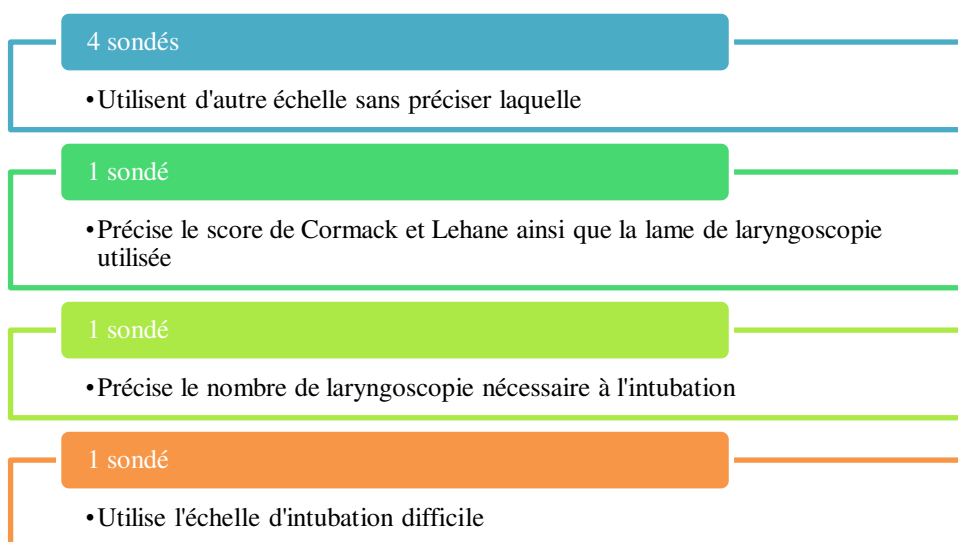 4 sondés
•Utilisent d'autre échelle sans préciser laquelle
1 sondé
•Précise le score de Cormack et Lehane ainsi que la lame de laryngoscopie
utilisée
1 sondé
•Précise le nombre de laryngoscopie nécessaire à l'intubation
1 sondé
•Utilise l'échelle d'intubation difficile